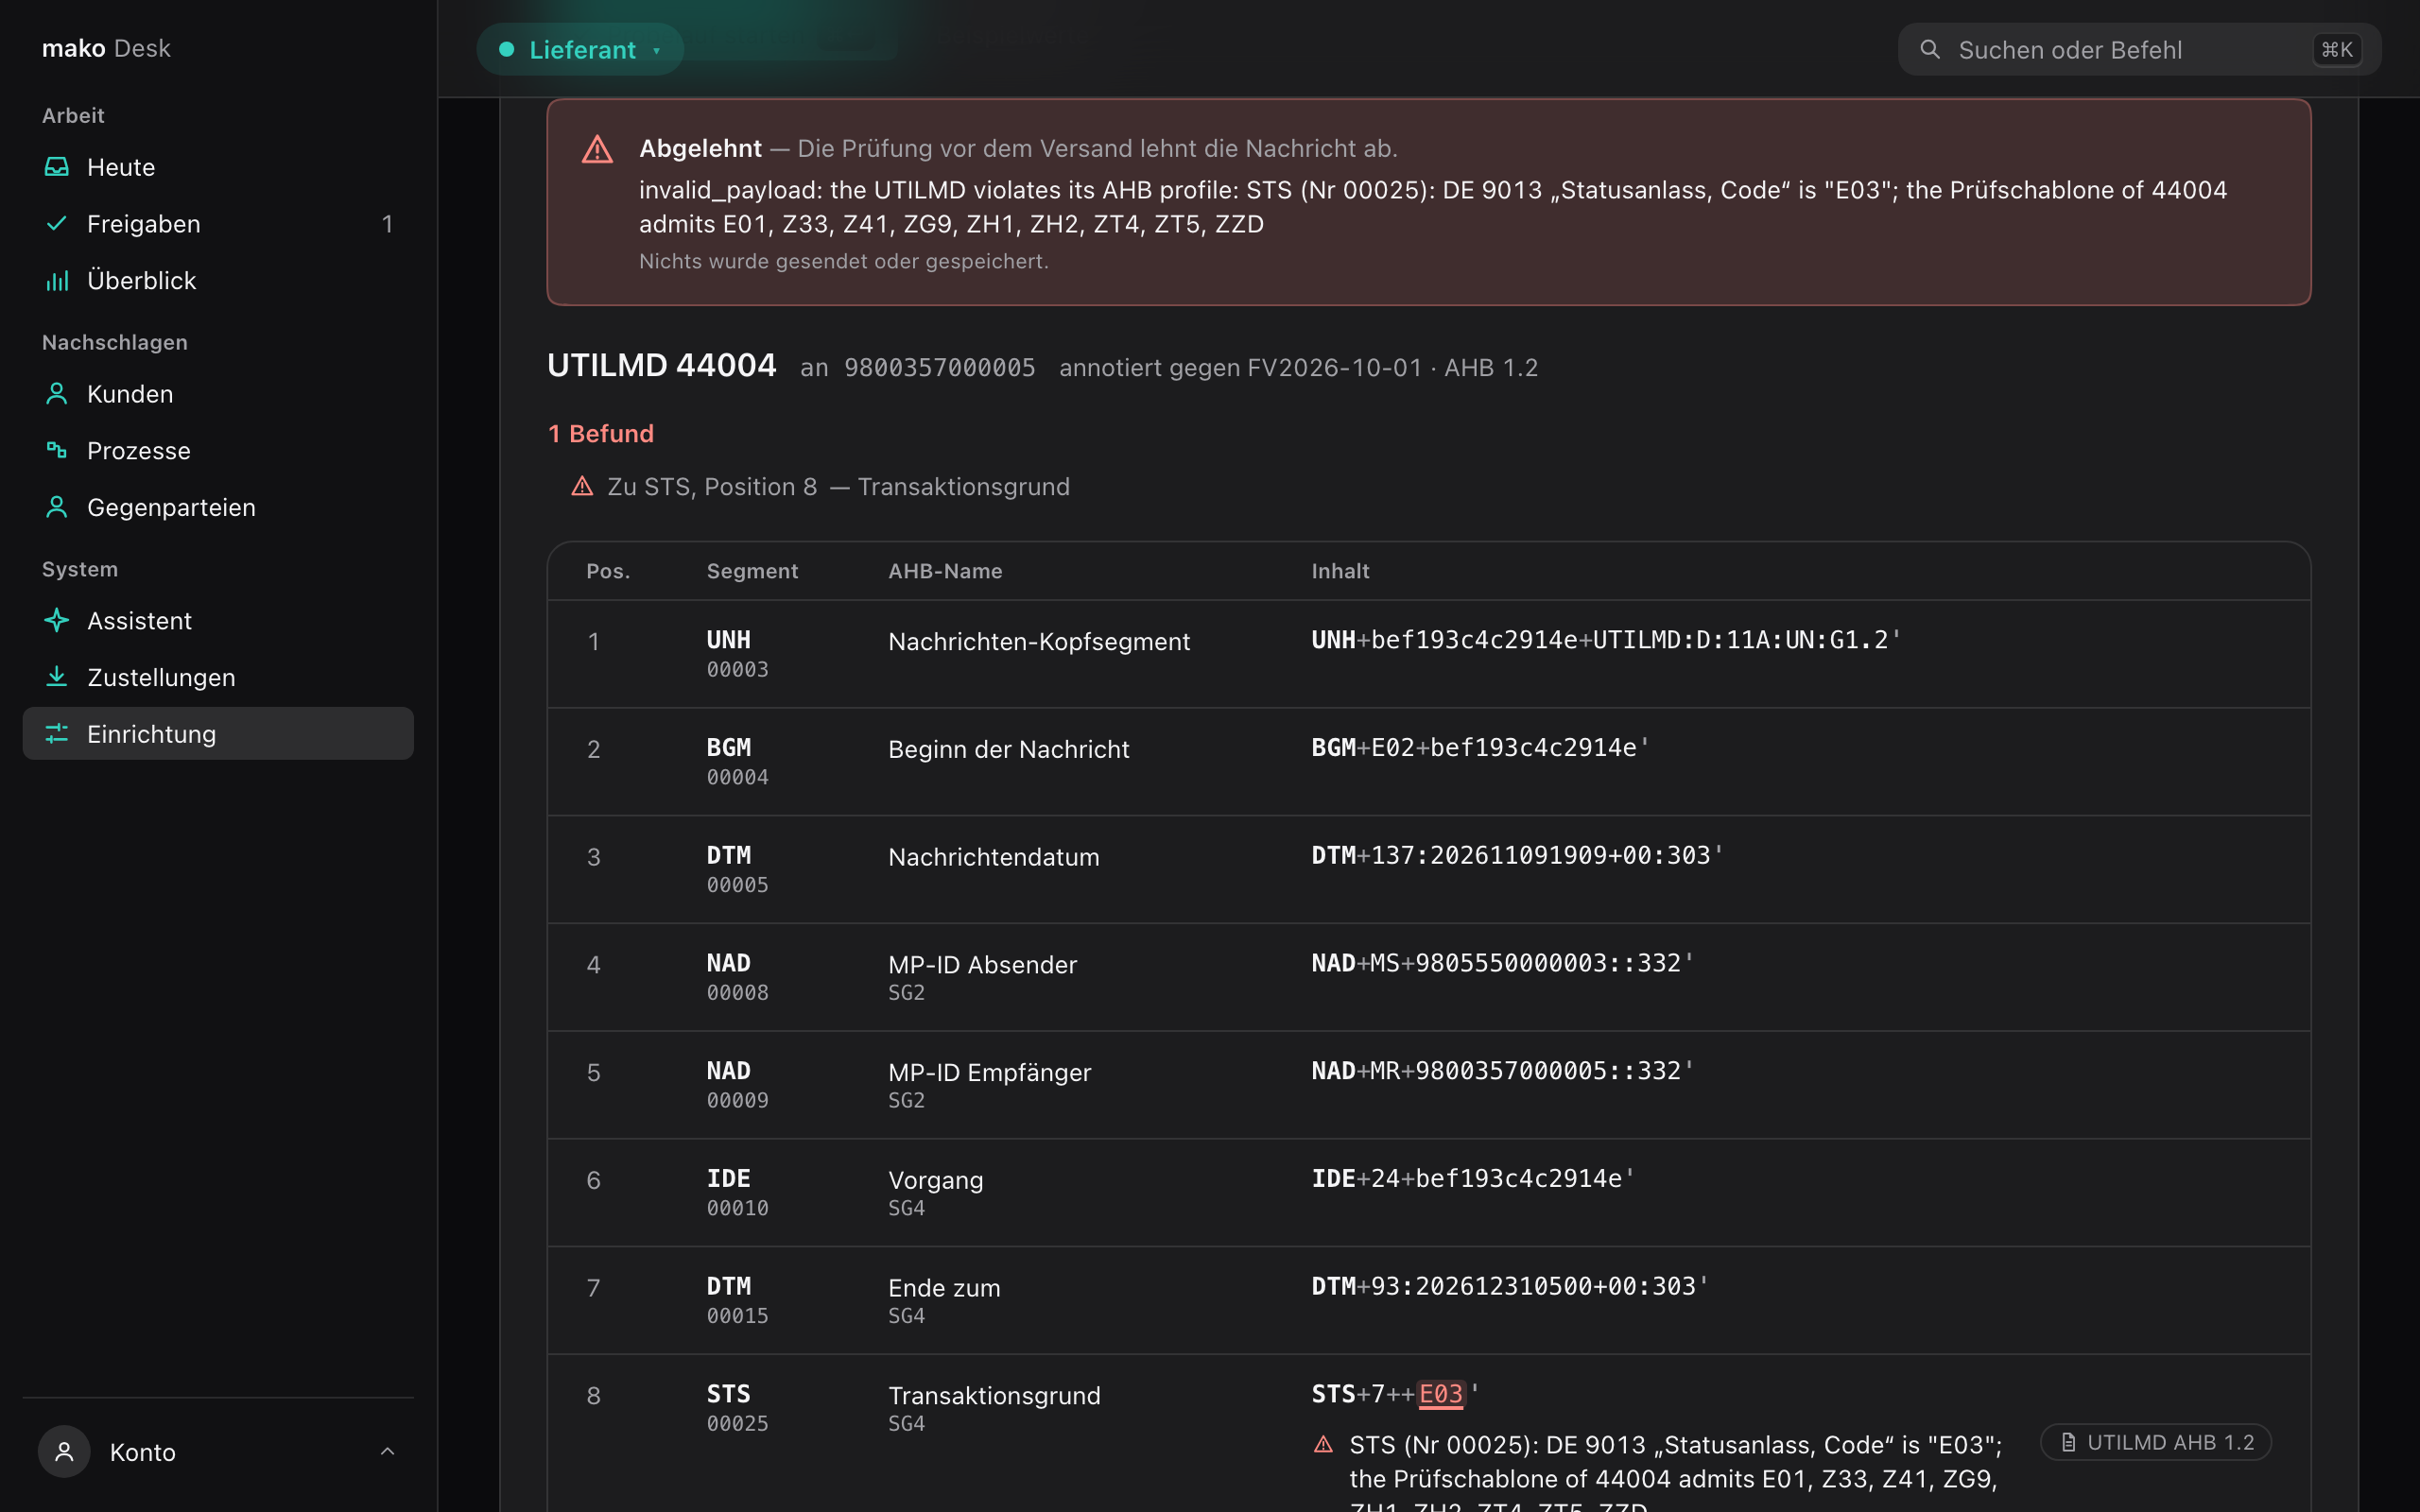 mako Desk
Arbeit
Heute
Freigaben 1
Überblick
Nachschlagen
Kunden
Prozesse
Gegenparteien
System
Assistent
Zustellungen
Einrichtung
Konto
Lieferant
Suchen oder Befehl ⌘K
Abgelehnt — Die Prüfung vor dem Versand lehnt die Nachricht ab.
invalid_payload: the UTILMD violates its AHB profile: STS (Nr 00025): DE 9013 „Statusanlass, Code“ is "E03"; the Prüfschablone of 44004
admits E01, Z33, Z41, ZG9, ZH1, ZH2, ZT4, ZT5, ZZD
Nichts wurde gesendet oder gespeichert.
UTILMD 44004 an 9800357000005 annotiert gegen FV2026-10-01 · AHB 1.2
1 Befund
Zu STS, Position 8 — Transaktionsgrund
Pos. Segment AHB-Name Inhalt
1 UNH Nachrichten-Kopfsegment UNH+bef193c4c2914e+UTILMD:D:11A:UN:G1.2'
00003
2 BGM Beginn der Nachricht BGM+E02+bef193c4c2914e'
00004
3 DTM Nachrichtendatum DTM+137:202611091909+00:303'
00005
4 NAD MP-ID Absender NAD+MS+9805550000003::332'
00008 SG2
5 NAD MP-ID Empfänger NAD+MR+9800357000005::332'
00009 SG2
6 IDE Vorgang IDE+24+bef193c4c2914e'
00010 SG4
7 DTM Ende zum DTM+93:202612310500+00:303'
00015 SG4
8 STS Transaktionsgrund STS+7++E03'
00025 SG4
STS (Nr 00025): DE 9013 „Statusanlass, Code“ is "E03"; UTILMD AHB 1.2
the Prüfschablone of 44004 admits E01, Z33, Z41, ZG9,
ZH1, ZH2, ZT4, ZT5, ZZD